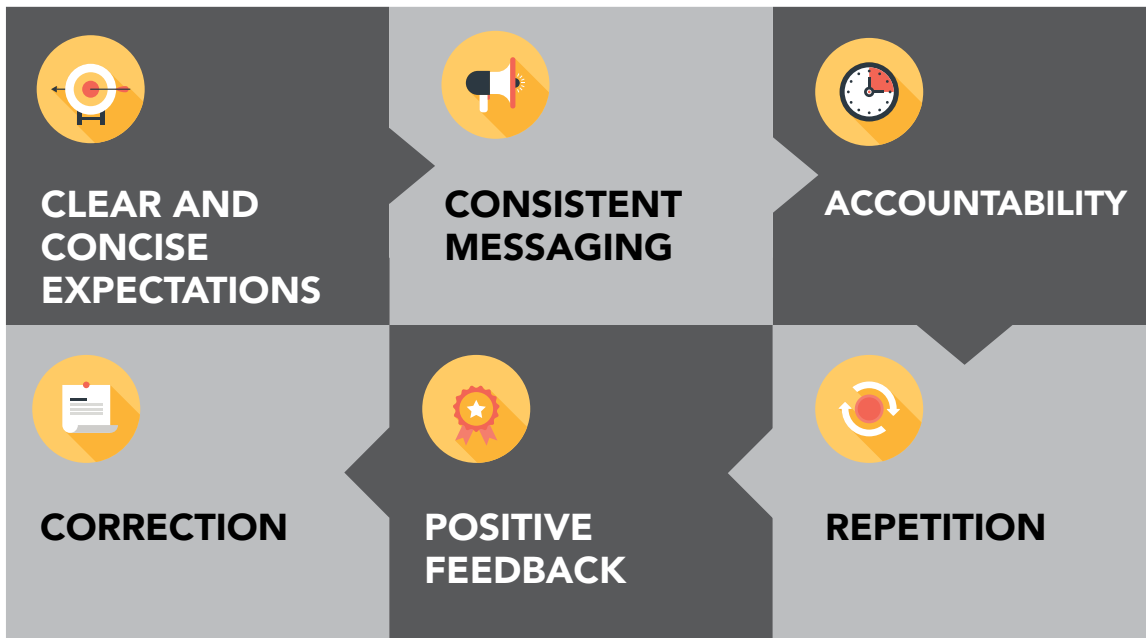 CLEAR AND
CONCISE
EXPECTATIONS
CONSISTENT
MESSAGING
ACCOUNTABILITY
REPETITION
POSITIVE
FEEDBACK
CORRECTION